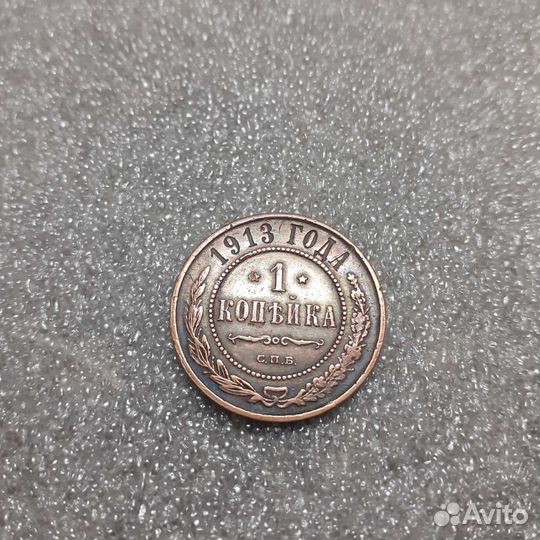 1913 ГОДА
* 1 *
КОПѢЙКА
С.П.Б.
Avito